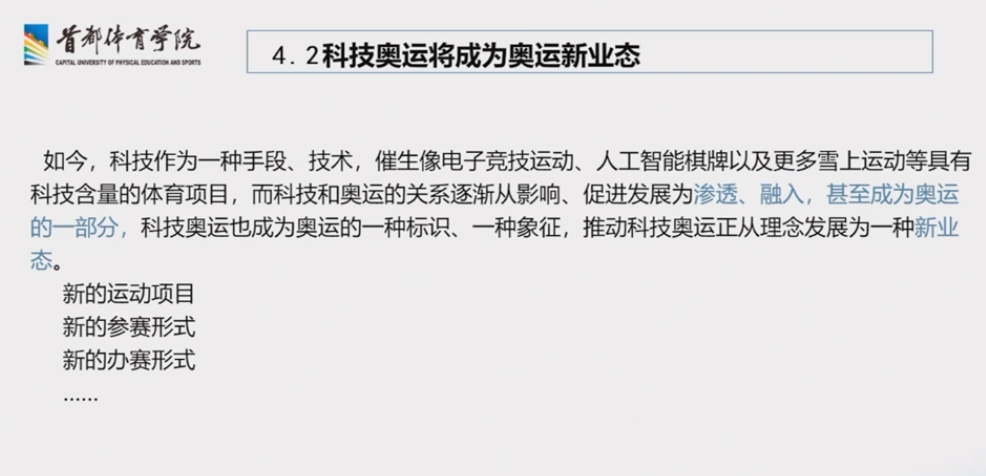 首都体育学院
CAPITAL UNIVERSITY OF PHYSICAL EDUCATION AND SPORTS
4.2科技奥运将成为奥运新业态
如今，科技作为一种手段、技术，催生像电子竞技运动、人工智能棋牌以及更多雪上运动等具有
科技含量的体育项目，而科技和奥运的关系逐渐从影响、促进发展为渗透、融入，甚至成为奥运
的一部分，科技奥运也成为奥运的一种标识、一种象征，推动科技奥运正从理念发展为一种新业
态。
新的运动项目
新的参赛形式
新的办赛形式
......